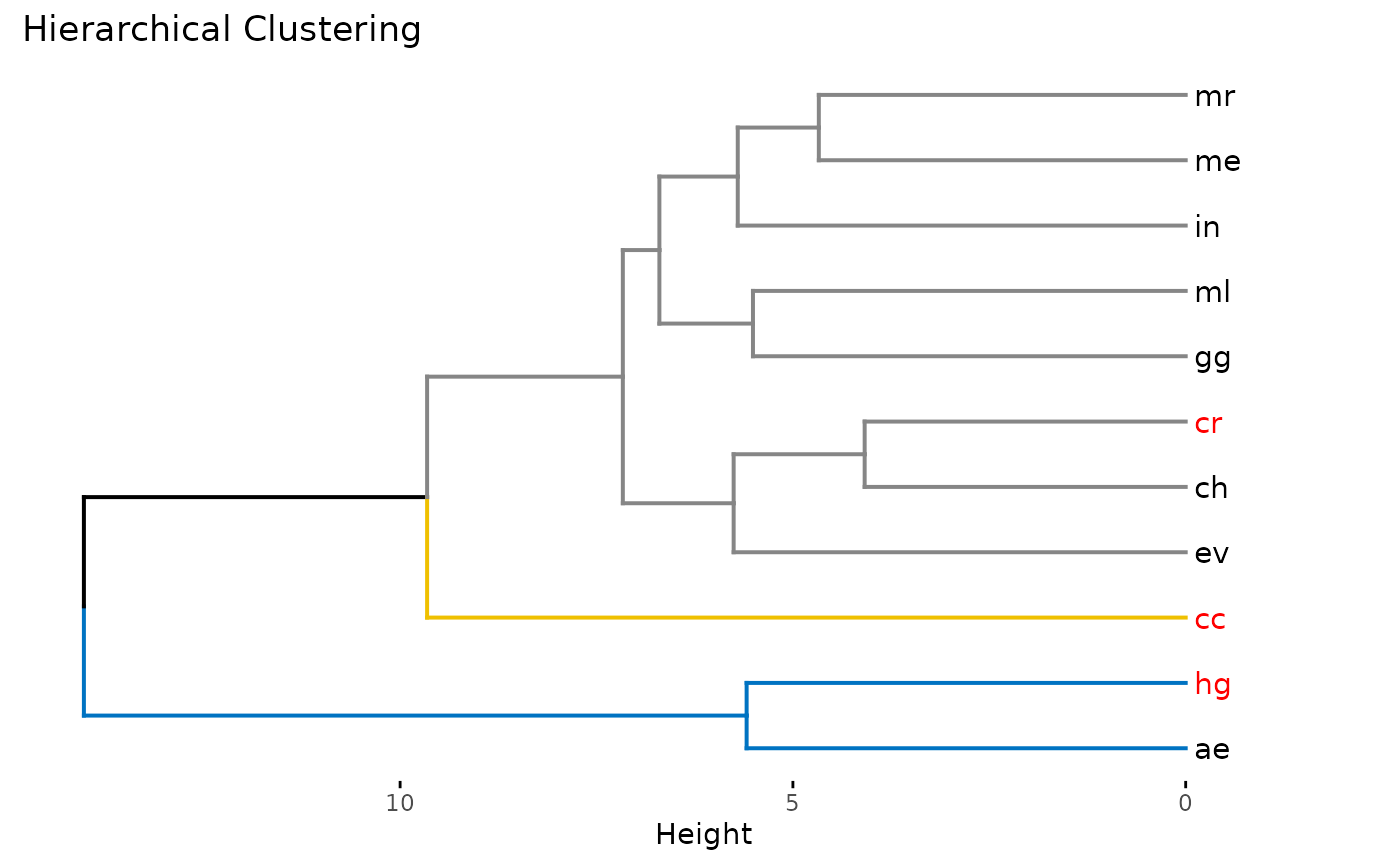 Hierarchical Clustering
mr
me
in
ml
gg
cr
ch
ev
cc
hg
ae
10 5 0
Height